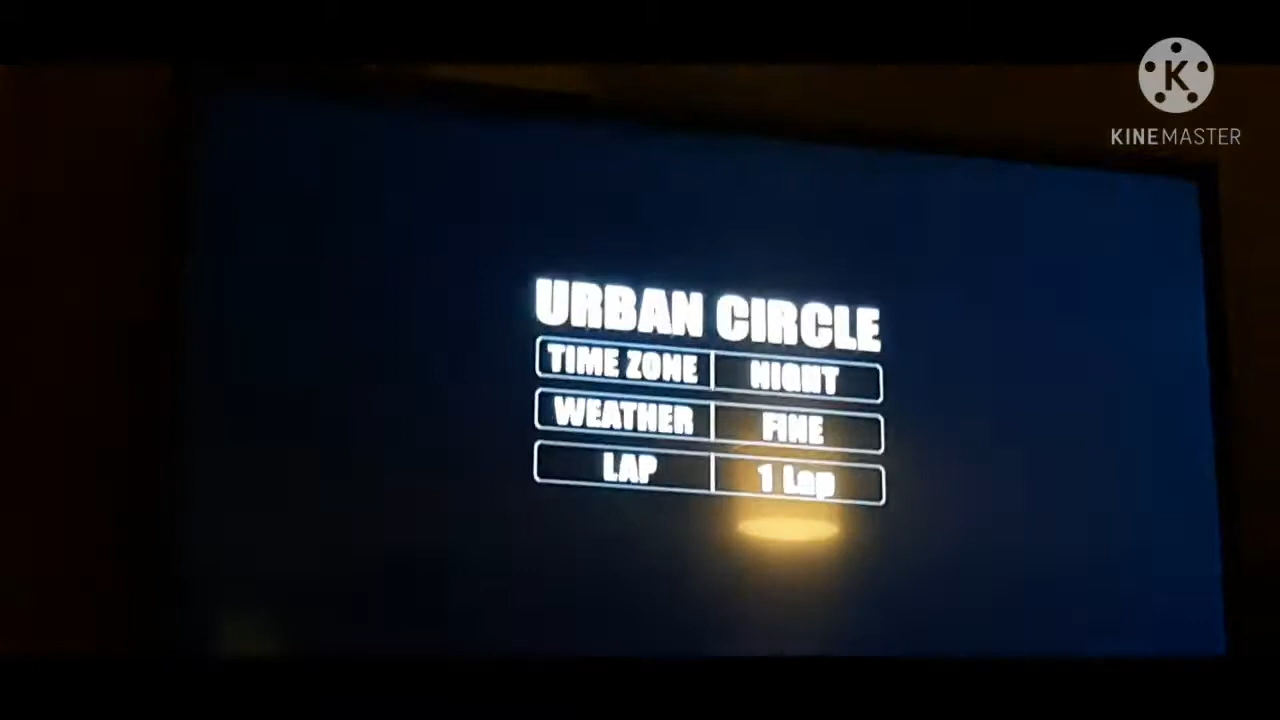 K
KINEMASTER
URBAN CIRCLE
TIME ZONE NIGHT
WEATHER FINE
LAP 1 Lap